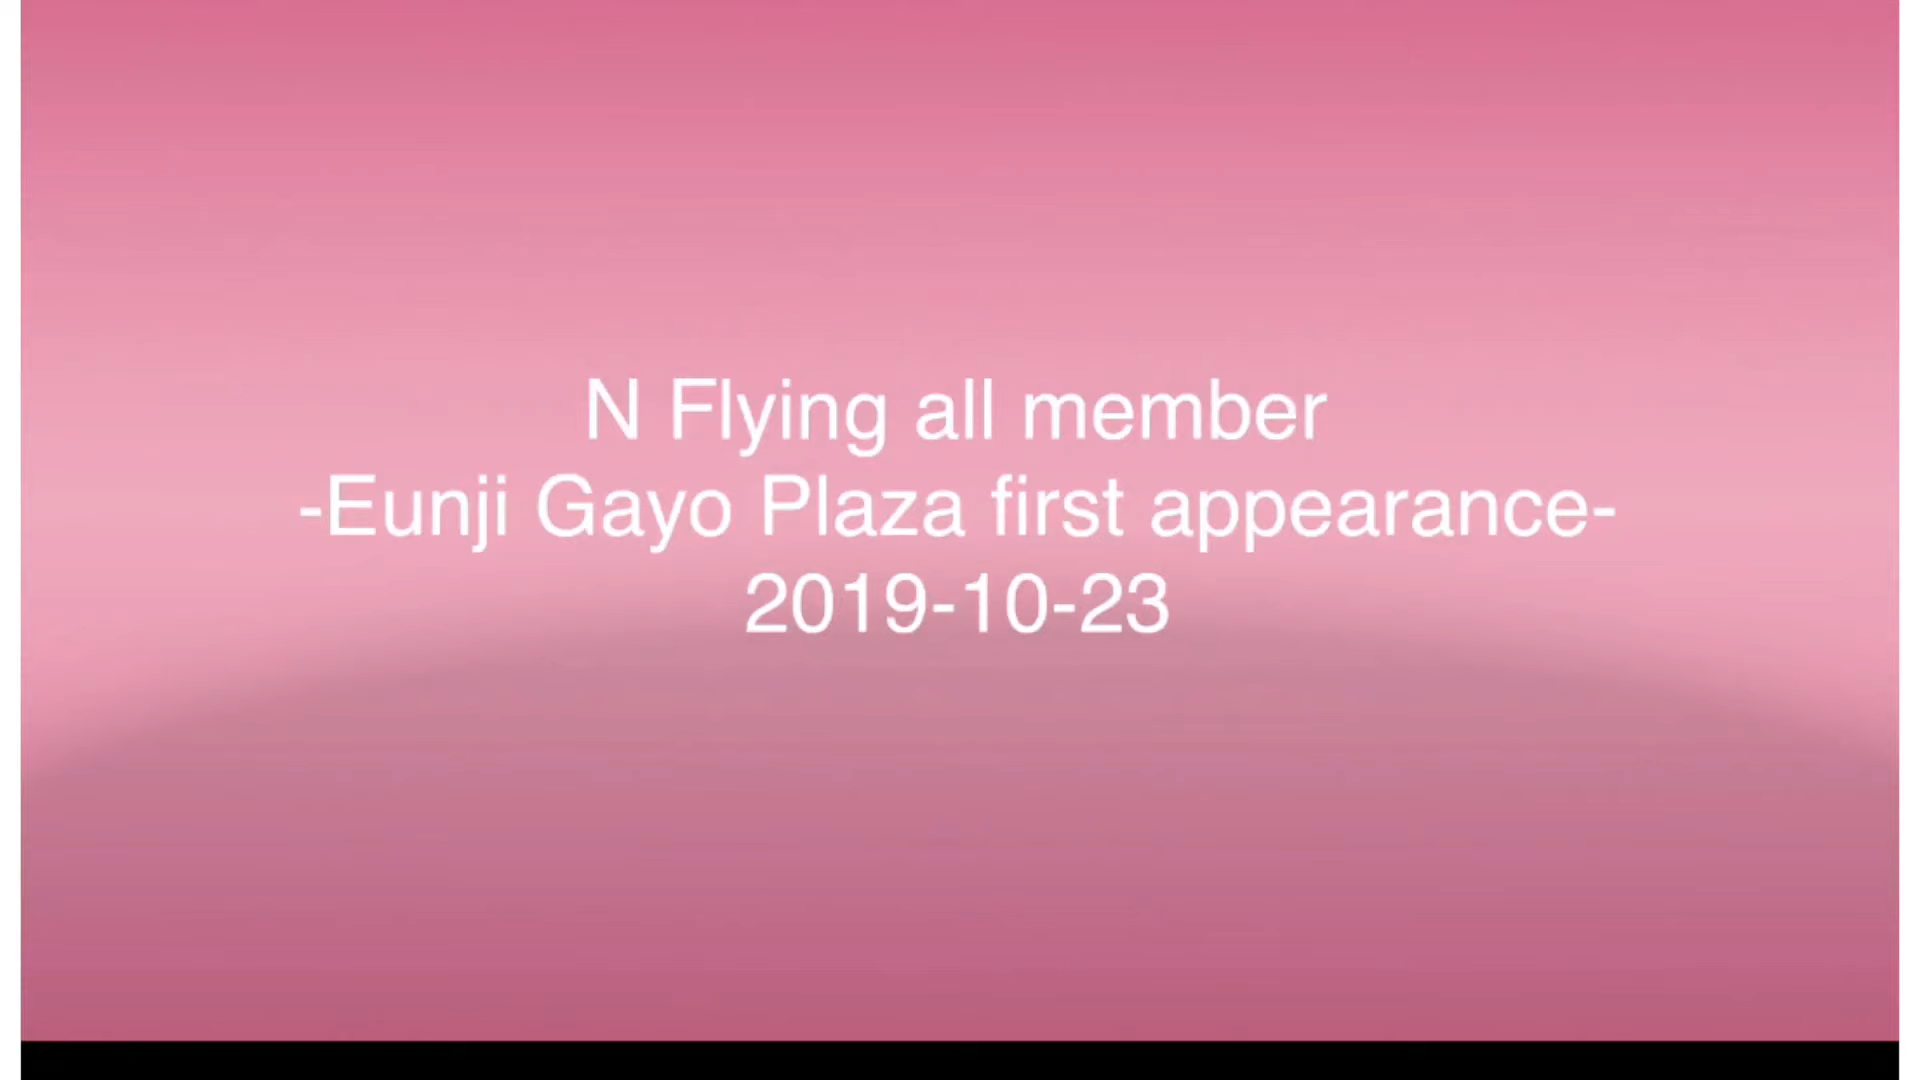 N Flying all member
-Eunji Gayo Plaza first appearance-
2019-10-23